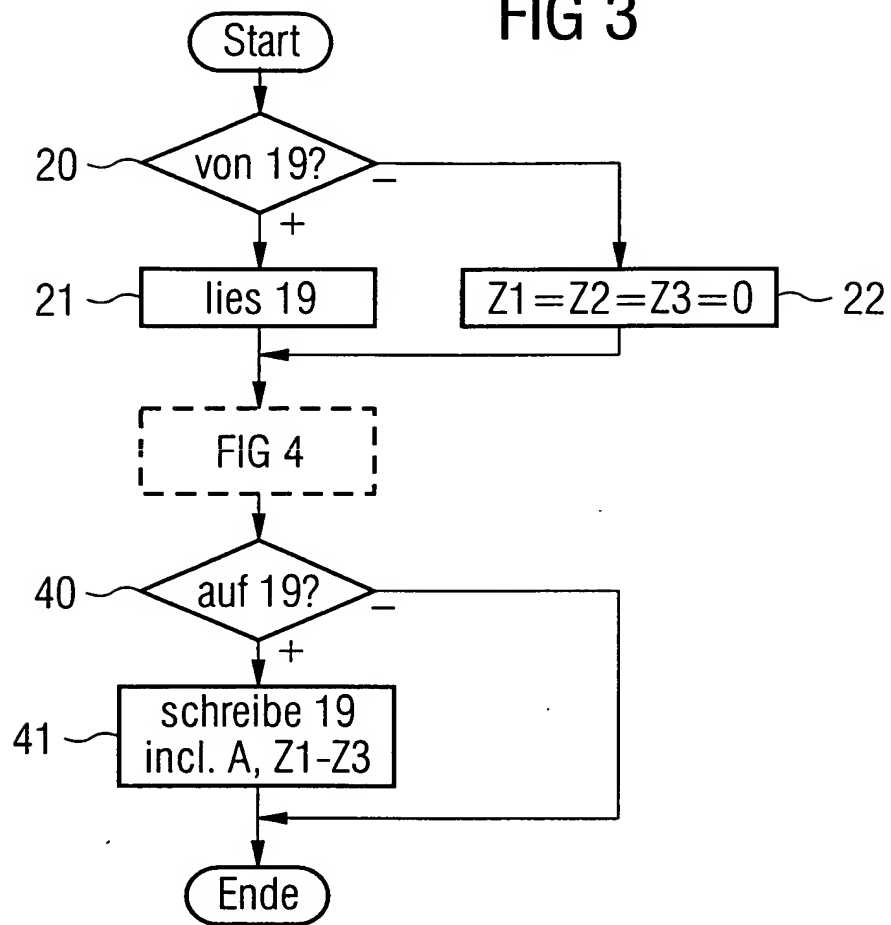 FIG 3
Start
20
von 19?
−
+
21
lies 19
Z1=Z2=Z3=0
22
FIG 4
40
auf 19?
−
+
41
schreibe 19
incl. A, Z1-Z3
Ende